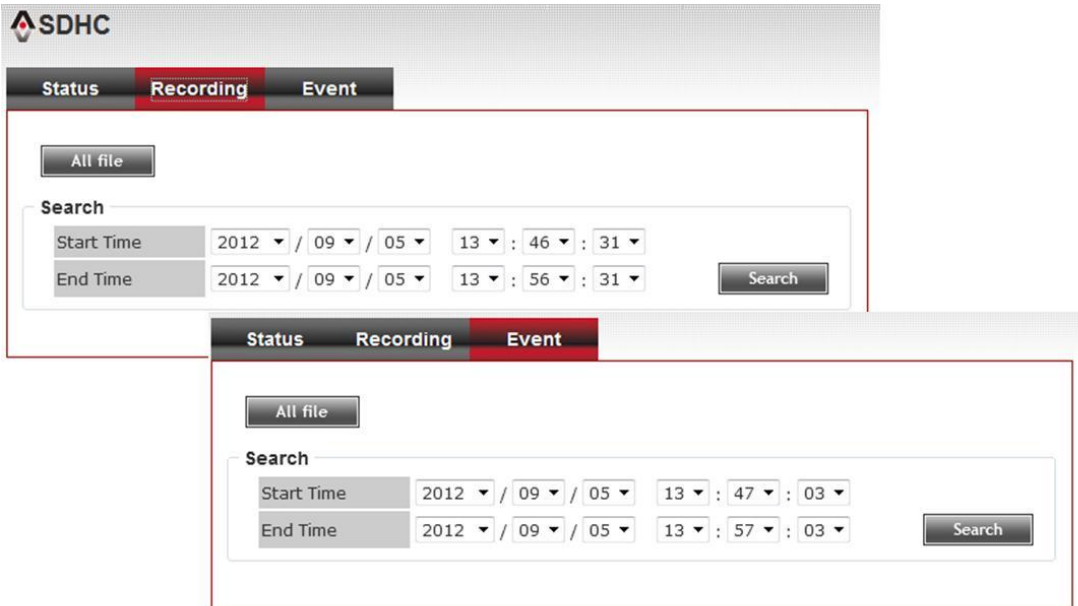 SDHC
Status Recording Event
All file
Search
Start Time 2012 / 09 / 05 13 : 46 : 31
End Time 2012 / 09 / 05 13 : 56 : 31 Search
Status Recording Event
All file
Search
Start Time 2012 / 09 / 05 13 : 47 : 03
End Time 2012 / 09 / 05 13 : 57 : 03 Search